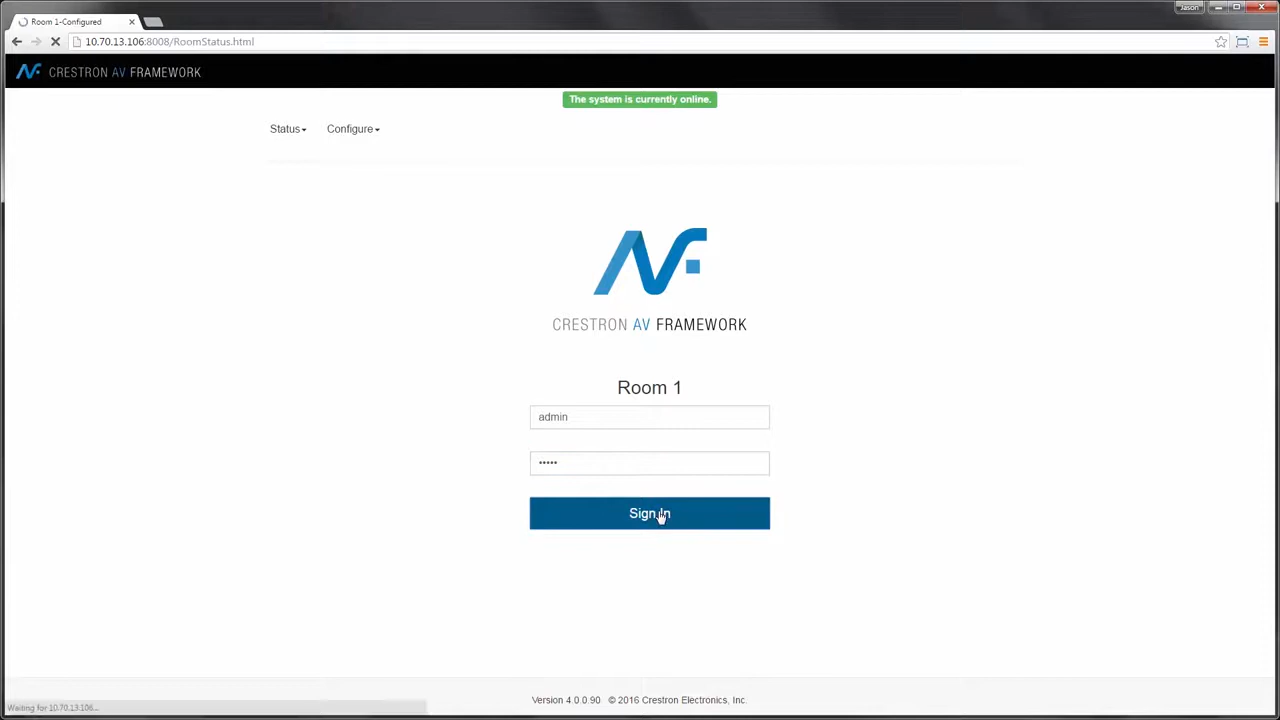 Room 1-Configured
Jason
10.70.13.106:8008/RoomStatus.html
CRESTRON AV FRAMEWORK
The system is currently online.
Status Configure
CRESTRON AV FRAMEWORK
Room 1
admin
•••••
Sign In
Version 4.0.0.90 © 2016 Crestron Electronics, Inc.
Waiting for 10.70.13.106...